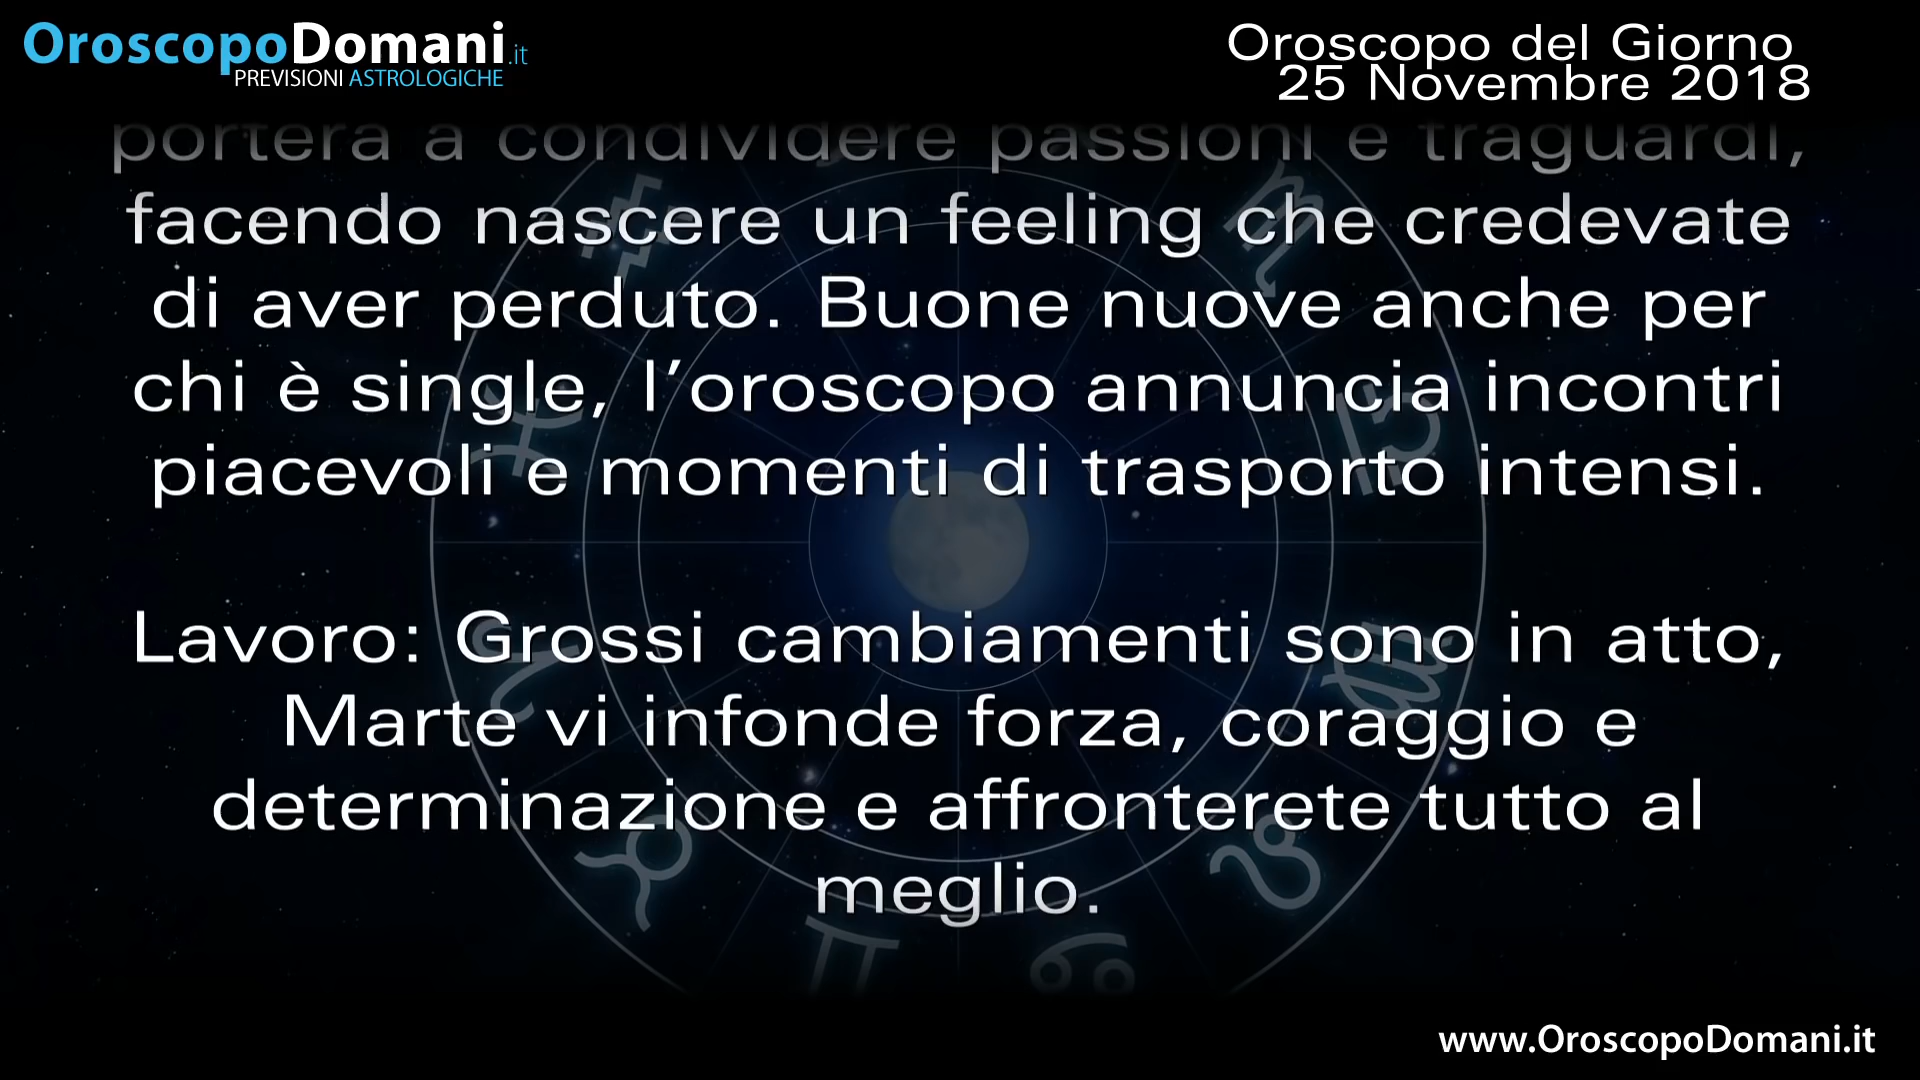 OroscopoDomani.it
PREVISIONI ASTROLOGICHE
Oroscopo del Giorno
25 Novembre 2018
porterà a condividere passioni e traguardi,
facendo nascere un feeling che credevate
di aver perduto. Buone nuove anche per
chi è single, l’oroscopo annuncia incontri
piacevoli e momenti di trasporto intensi.
Lavoro: Grossi cambiamenti sono in atto,
Marte vi infonde forza, coraggio e
determinazione e affronterete tutto al
meglio.
www.OroscopoDomani.it